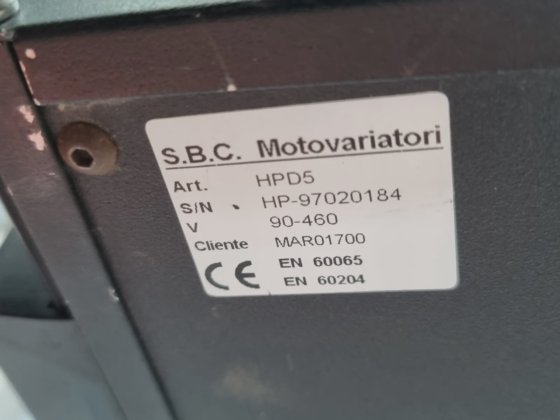 S.B.C. Motovariatori
Art. HPD5
S/N HP-97020184
V 90-460
Cliente MAR01700
CE EN 60065
EN 60204